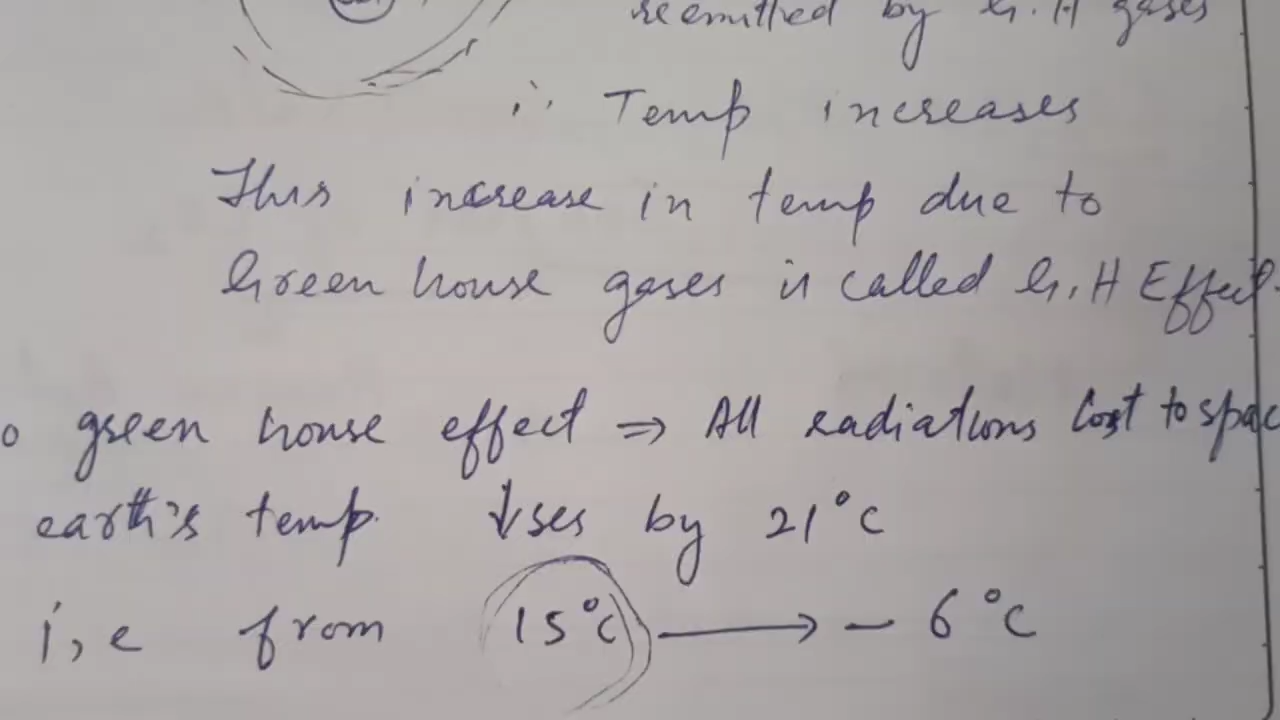 reemitted by G.H gases
∴ Temp increases
This increase in temp due to
Green house gases is called G.H Effect.
o green house effect ⇒ All radiations lost to spac
earth's temp. ↓ses by 21°C
i,e from 15°C → - 6°C